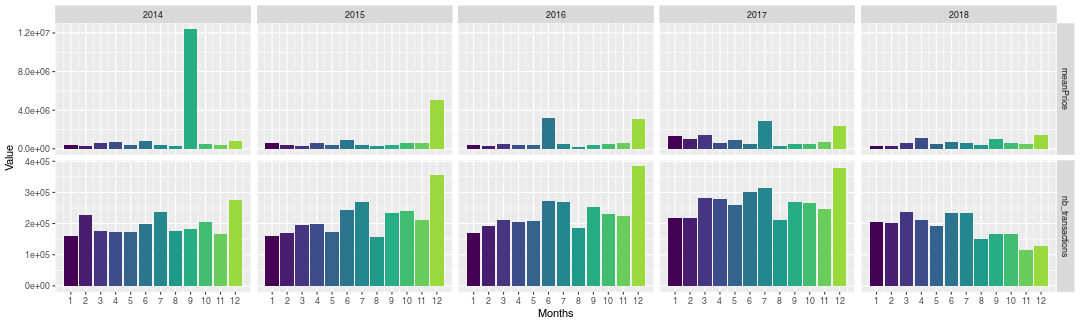 2014 2015 2016 2017 2018
1.2e+07
8.0e+06
4.0e+06
0.0e+00
meanPrice
Value
4e+05
3e+05
2e+05
1e+05
0e+00
nb_transactions
1 2 3 4 5 6 7 8 9 10 11 12 1 2 3 4 5 6 7 8 9 10 11 12 1 2 3 4 5 6 7 8 9 10 11 12 1 2 3 4 5 6 7 8 9 10 11 12 1 2 3 4 5 6 7 8 9 10 11 12
Months